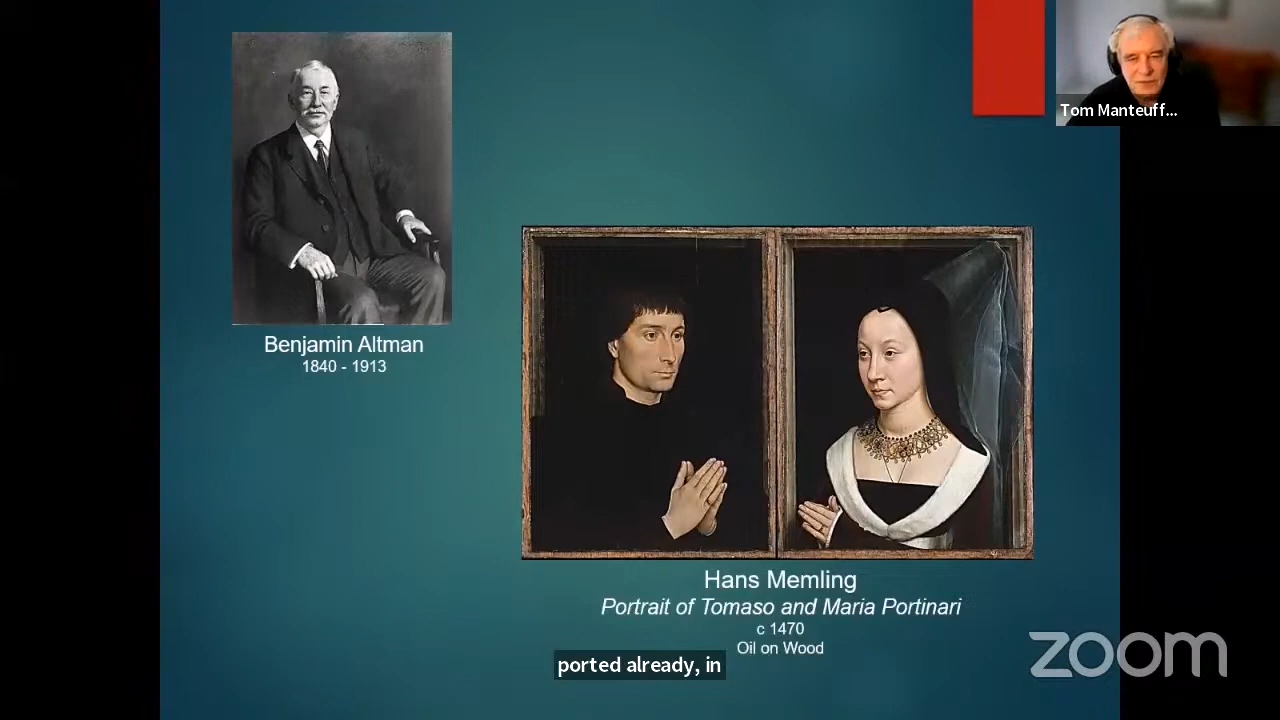 Tom Manteuff...
Benjamin Altman
1840 - 1913
Hans Memling
Portrait of Tomaso and Maria Portinari
c 1470
Oil on Wood
ported already, in
zoom